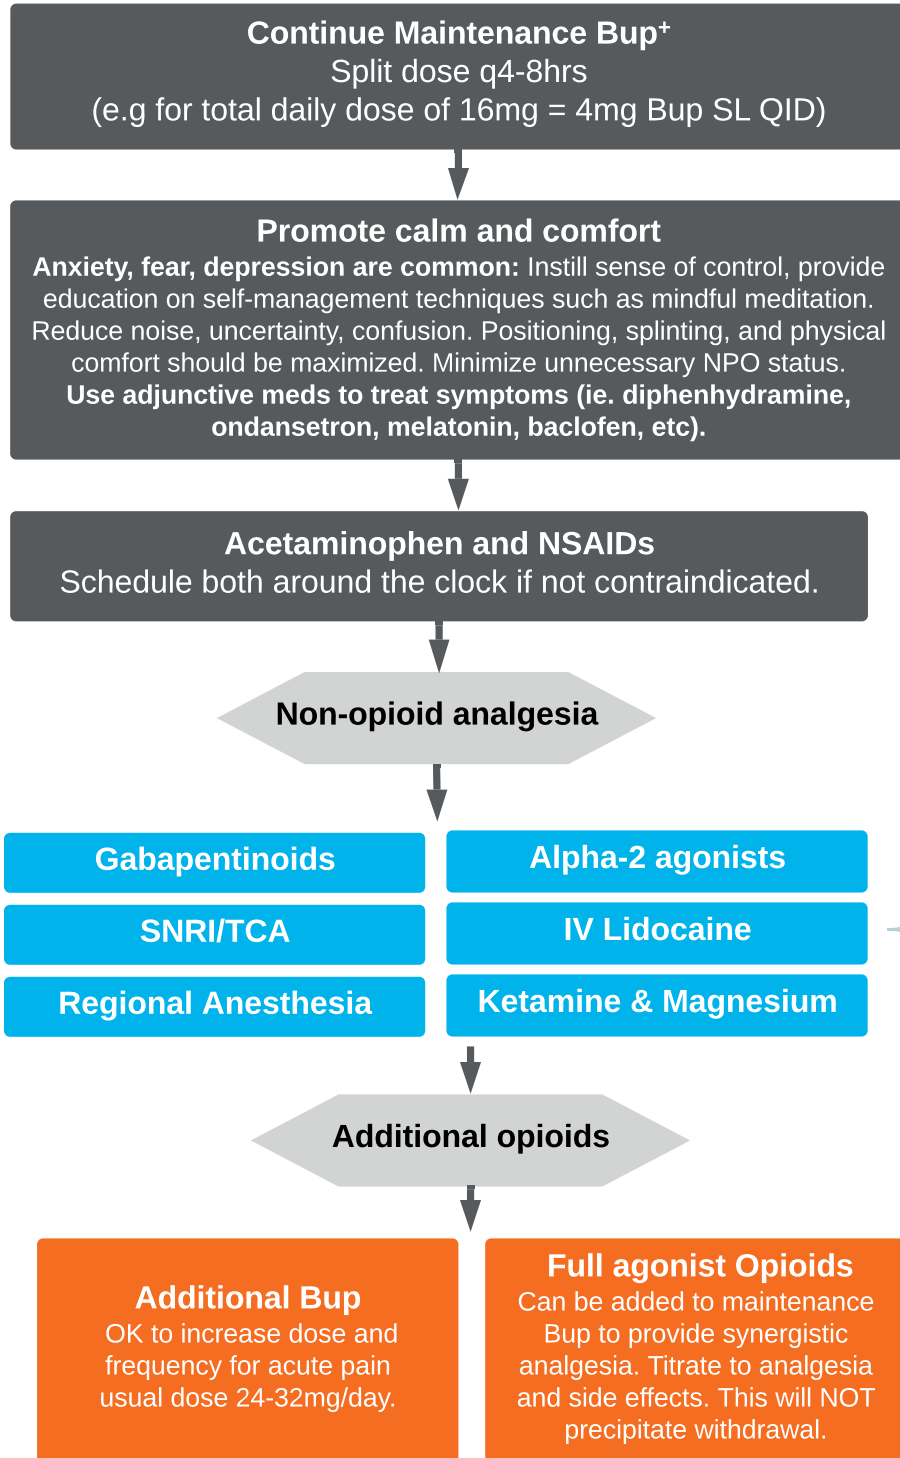 Continue Maintenance Bup⁺
Split dose q4-8hrs
(e.g for total daily dose of 16mg = 4mg Bup SL QID)
Promote calm and comfort
Anxiety, fear, depression are common: Instill sense of control, provide
education on self-management techniques such as mindful meditation.
Reduce noise, uncertainty, confusion. Positioning, splinting, and physical
comfort should be maximized. Minimize unnecessary NPO status.
Use adjunctive meds to treat symptoms (ie. diphenhydramine,
ondansetron, melatonin, baclofen, etc).
Acetaminophen and NSAIDs
Schedule both around the clock if not contraindicated.
Non-opioid analgesia
Gabapentinoids
Alpha-2 agonists
SNRI/TCA
IV Lidocaine
Regional Anesthesia
Ketamine & Magnesium
Additional opioids
Additional Bup
OK to increase dose and
frequency for acute pain
usual dose 24-32mg/day.
Full agonist Opioids
Can be added to maintenance
Bup to provide synergistic
analgesia. Titrate to analgesia
and side effects. This will NOT
precipitate withdrawal.